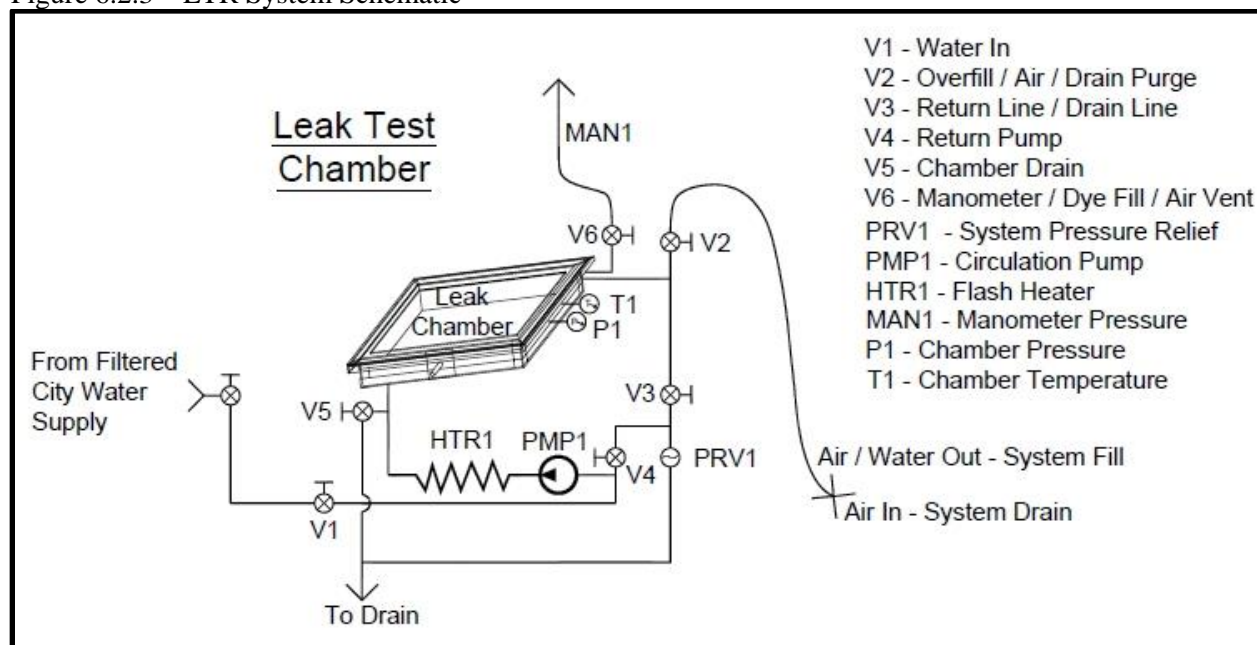 Figure System Schematic
Leak Test
Chamber
MAN1
V6
V2
Leak
Chamber
T1
P1
From Filtered
City Water
Supply
V5
HTR1
PMP1
V3
V4
PRV1
V1
To Drain
V1 - Water In
V2 - Overfill / Air / Drain Purge
V3 - Return Line / Drain Line
V4 - Return Pump
V5 - Chamber Drain
V6 - Manometer / Dye Fill / Air Vent
PRV1 - System Pressure Relief
PMP1 - Circulation Pump
HTR1 - Flash Heater
MAN1 - Manometer Pressure
P1 - Chamber Pressure
T1 - Chamber Temperature
Air / Water Out - System Fill
Air In - System Drain